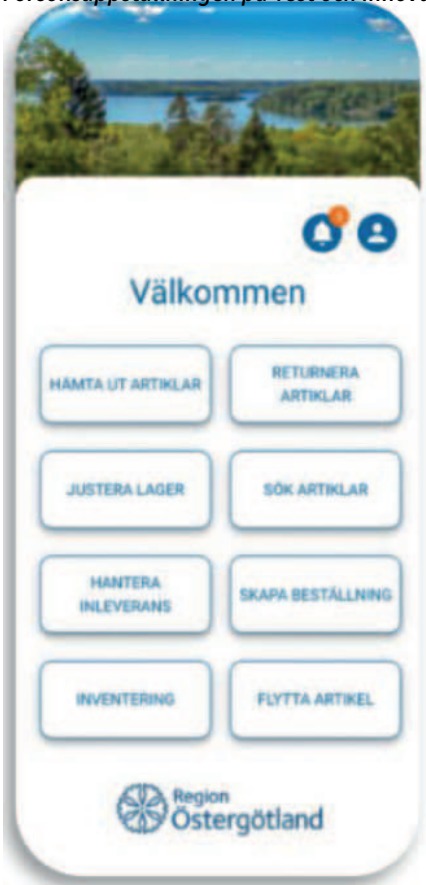 Välkommen
HÄMTA UT ARTIKLAR
RETURNERA
ARTIKLAR
JUSTERA LAGER
SÖK ARTIKLAR
HANTERA
INLEVERANS
SKAPA BESTÄLLNING
INVENTERING
FLYTTA ARTIKEL
Region
Östergötland